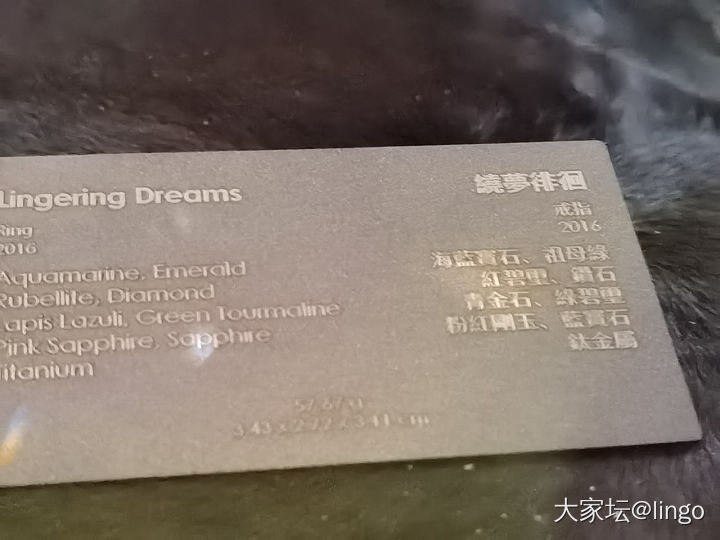 Lingering Dreams
Ring
2016
Aquamarine, Emerald
Rubellite, Diamond
Lapis Lazuli, Green Tourmaline
Pink Sapphire, Sapphire
Titanium
繞夢徘徊
戒指
2016
海藍寶石、祖母綠
紅碧璽、鑽石
青金石、綠碧璽
粉紅剛玉、藍寶石
鈦金屬
大家坛@lingo